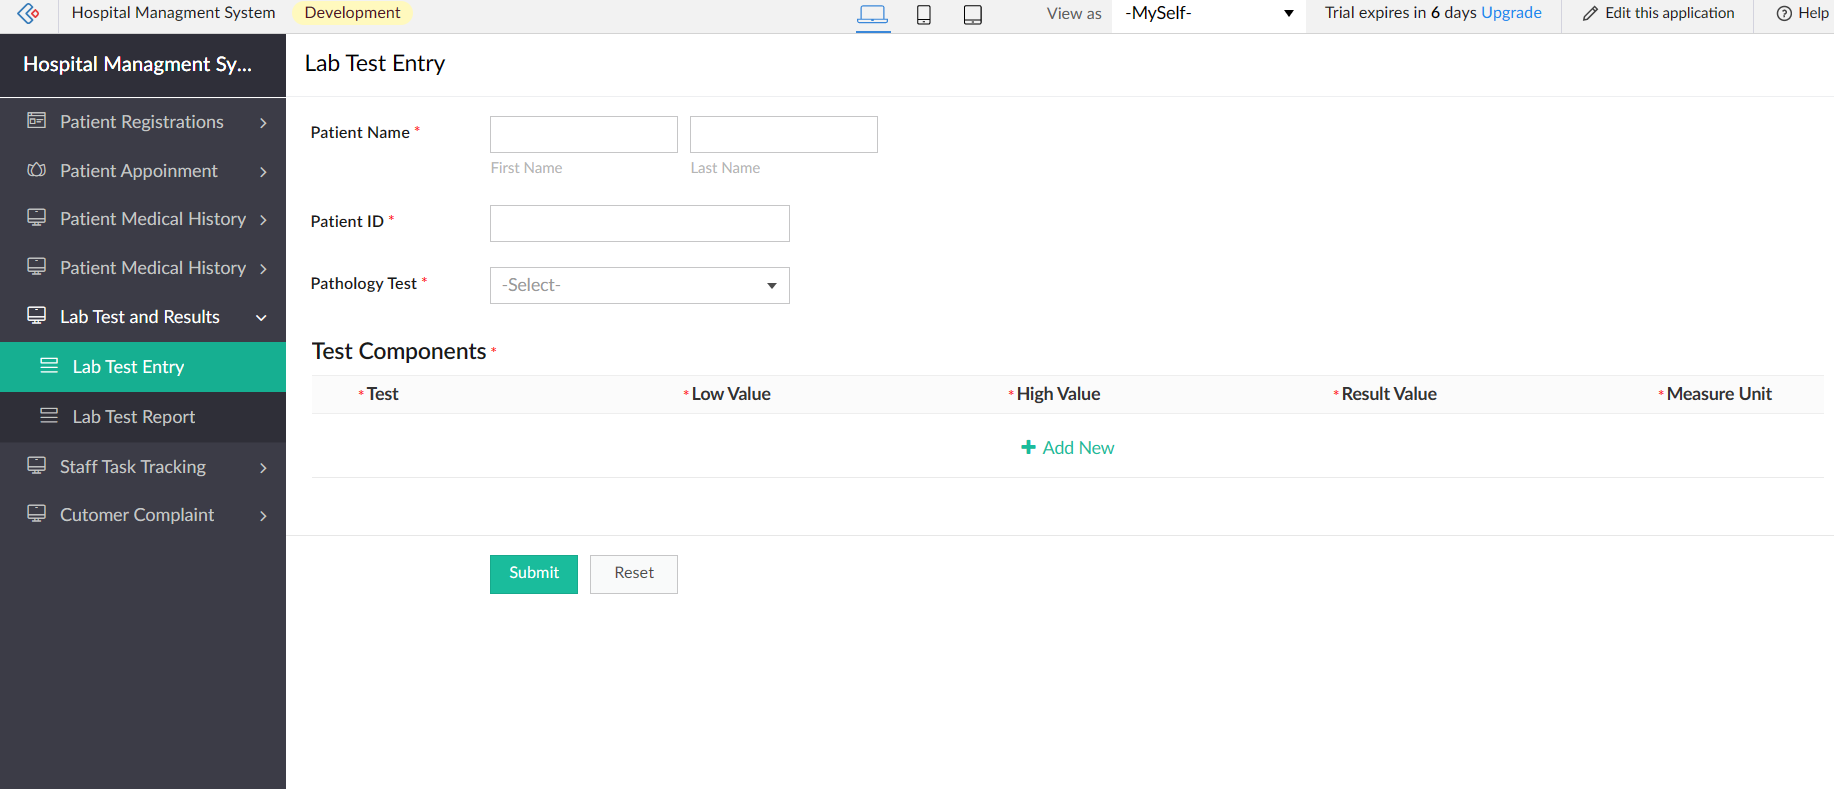 Hospital Managment System Development View as -MySelf- Trial expires in 6 days Upgrade Edit this application Help
Hospital Managment Sy...
Patient Registrations
Patient Appoinment
Patient Medical History
Patient Medical History
Lab Test and Results
Lab Test Entry
Lab Test Report
Staff Task Tracking
Cutomer Complaint
Lab Test Entry
Patient Name *
First Name Last Name
Patient ID *
Pathology Test * -Select-
Test Components *
* Test * Low Value * High Value * Result Value * Measure Unit
+ Add New
Submit Reset